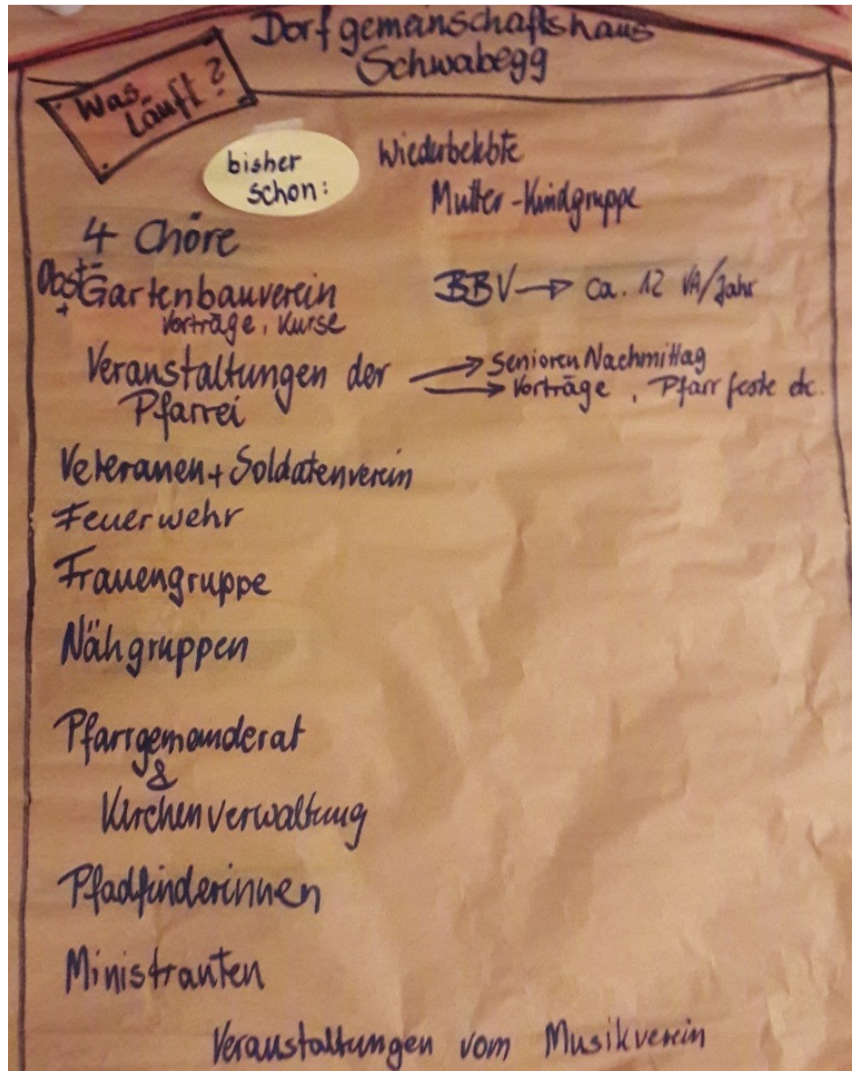 Dorfgemeinschaftshaus
Schwabegg
Was
läuft?
bisher
schon:
Wiederbelebte
Mutter-Kindgruppe
4 Chöre
Obst-
+ Gartenbauverein
Vorträge, Kurse
BBV → ca. 12 VA/Jahr
Veranstaltungen der
Pfarrei
→ Senioren Nachmittag
→ Vorträge, Pfarrfeste etc.
Veteranen + Soldatenverein
Feuerwehr
Frauengruppe
Nähgruppen
Pfarrgemeinderat
&
Kirchenverwaltung
Pfadfinderinnen
Ministranten
Veranstaltungen vom Musikverein